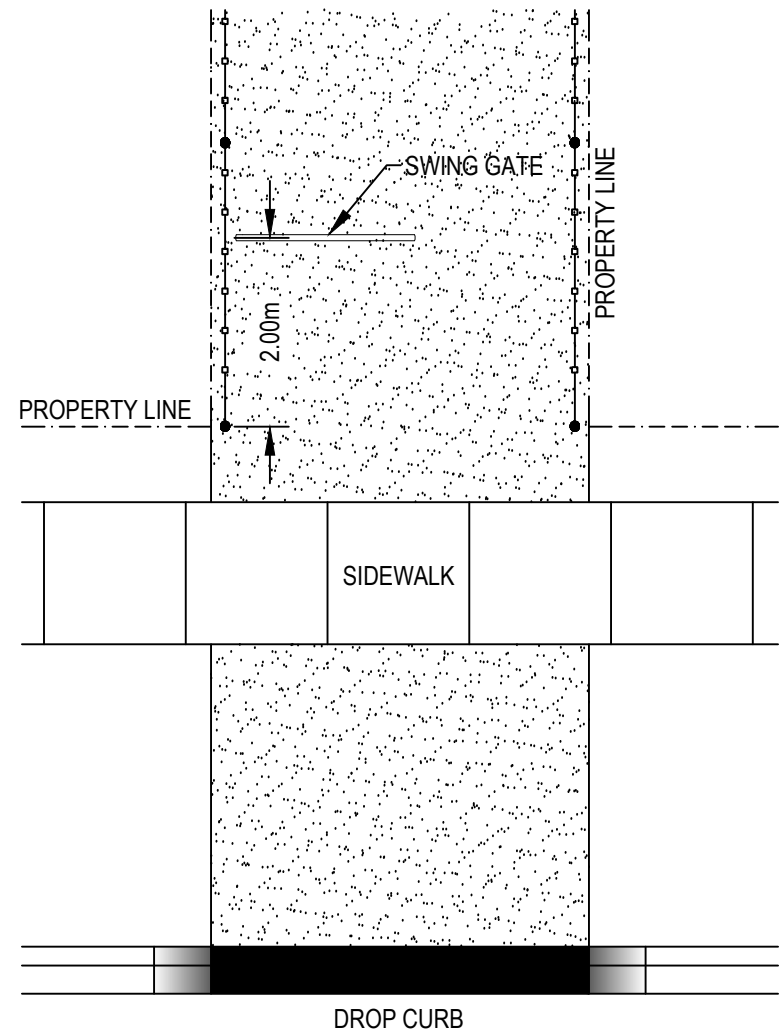 SWING GATE
PROPERTY LINE
2.00m
PROPERTY LINE
SIDEWALK
DROP CURB